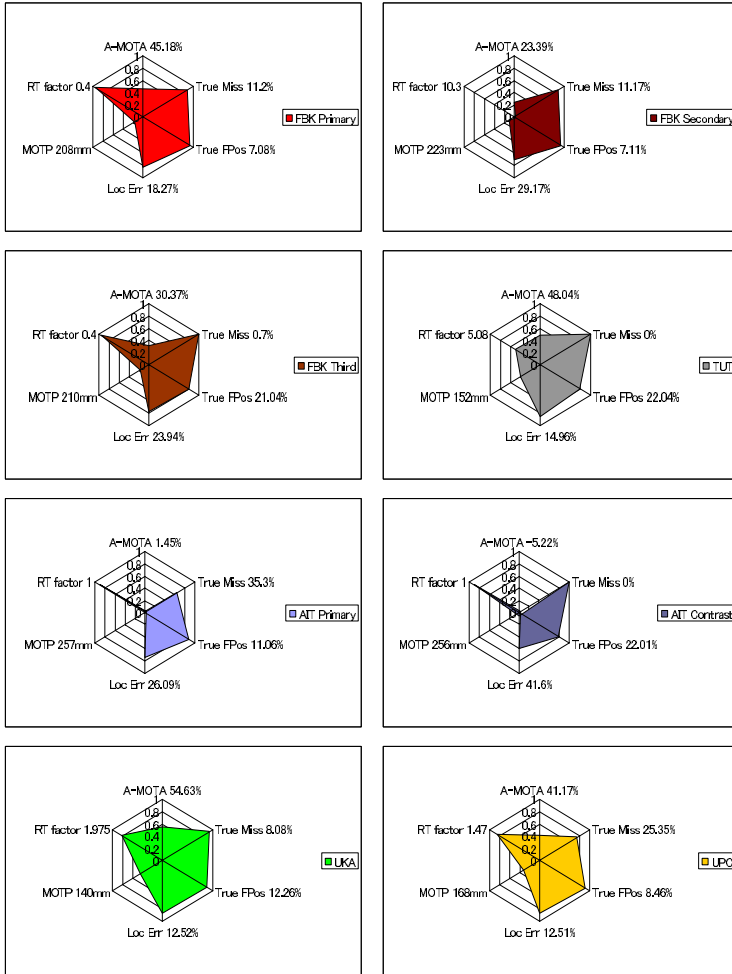 A-MOTA 45.18%
1
0.8
0.6
0.4
0.2
0
True Miss 11.2%
True FPos 7.08%
Loc Err 18.27%
MOTP 208mm
RT factor 0.4
FBK Primary
A-MOTA 23.39%
1
0.8
0.6
0.4
0.2
0
True Miss 11.17%
True FPos 7.11%
Loc Err 29.17%
MOTP 223mm
RT factor 10.3
FBK Secondary
A-MOTA 30.37%
1
0.8
0.6
0.4
0.2
0
True Miss 0.7%
True FPos 21.04%
Loc Err 23.94%
MOTP 210mm
RT factor 0.4
FBK Third
A-MOTA 48.04%
1
0.8
0.6
0.4
0.2
0
True Miss 0%
True FPos 22.04%
Loc Err 14.96%
MOTP 152mm
RT factor 5.08
TUT
A-MOTA 1.45%
1
0.8
0.6
0.4
0.2
0
True Miss 35.3%
True FPos 11.06%
Loc Err 26.09%
MOTP 257mm
RT factor 1
AIT Primary
A-MOTA -5.22%
1
0.8
0.6
0.4
0.2
0
True Miss 0%
True FPos 22.01%
Loc Err 41.6%
MOTP 256mm
RT factor 1
AIT Contrast
A-MOTA 54.63%
1
0.8
0.6
0.4
0.2
0
True Miss 8.08%
True FPos 12.26%
Loc Err 12.52%
MOTP 140mm
RT factor 1.975
UKA
A-MOTA 41.17%
1
0.8
0.6
0.4
0.2
0
True Miss 25.35%
True FPos 8.46%
Loc Err 12.51%
MOTP 168mm
RT factor 1.47
UPC